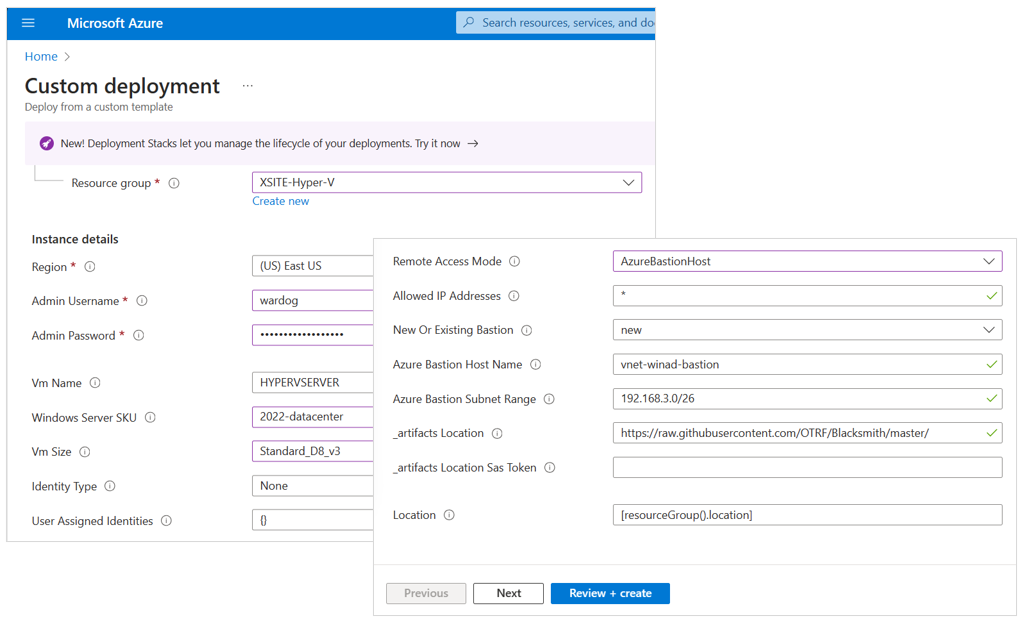 Microsoft Azure
Search resources, services, and do
Home
Custom deployment ...
Deploy from a custom template
New! Deployment Stacks let you manage the lifecycle of your deployments. Try it now →
Resource group * XSITE-Hyper-V
Create new
Instance details
Region * (US) East US
Admin Username * wardog
Admin Password * •••••••••••••••••
Vm Name HYPERVSERVER
Windows Server SKU 2022-datacenter
Vm Size Standard_D8_v3
Identity Type None
User Assigned Identities {}
Remote Access Mode AzureBastionHost
Allowed IP Addresses *
New Or Existing Bastion new
Azure Bastion Host Name vnet-winad-bastion
Azure Bastion Subnet Range 192.168.3.0/26
_artifacts Location https://raw.githubusercontent.com/OTRF/Blacksmith/master/
_artifacts Location Sas Token
Location [resourceGroup().location]
Previous Next Review + create